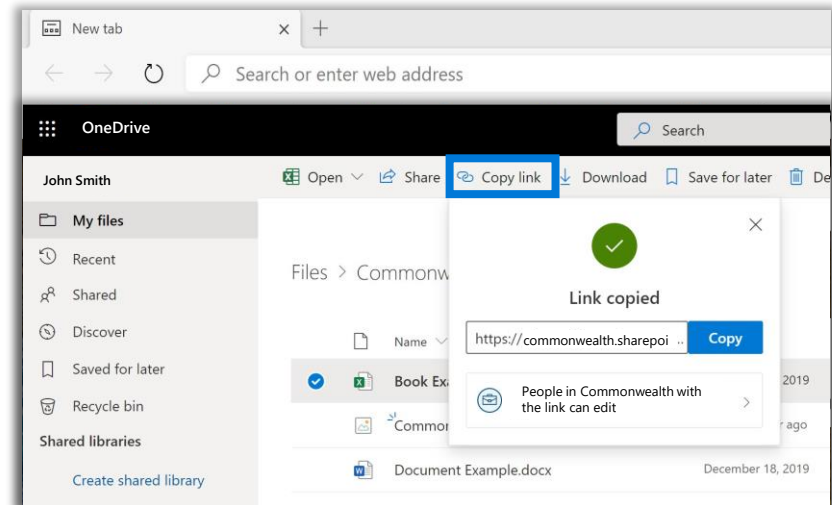 New tab
Search or enter web address
OneDrive
Search
John Smith
Open Share Copy link Download Save for later De
My files
Recent
Shared
Discover
Saved for later
Recycle bin
Shared libraries
Create shared library
Files > Commonw
Name
Book Exa 2019
Common r ago
Document Example.docx December 18, 2019
Link copied
https://commonwealth.sharepoi .. Copy
People in Commonwealth with
the link can edit